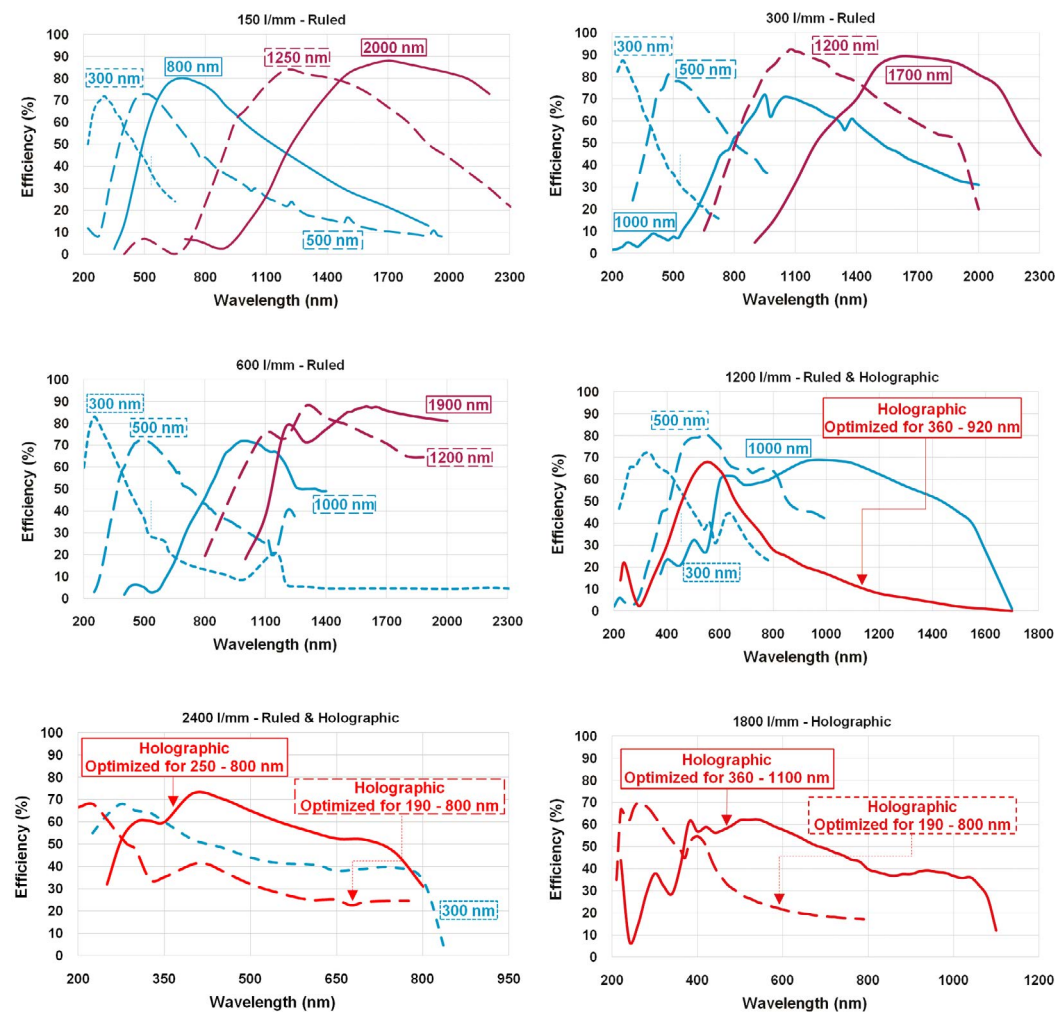 150 l/mm - Ruled
100
90
80
70
60
50
40
30
20
10
0
Efficiency (%)
300 nm
800 nm
1250 nm
2000 nm
500 nm
200 500 800 1100 1400 1700 2000 2300
Wavelength (nm)
300 l/mm - Ruled
100
90
80
70
60
50
40
30
20
10
0
Efficiency (%)
300 nm
500 nm
1200 nm
1700 nm
1000 nm
200 500 800 1100 1400 1700 2000 2300
Wavelength (nm)
600 l/mm - Ruled
100
90
80
70
60
50
40
30
20
10
0
Efficiency (%)
300 nm
500 nm
1900 nm
1200 nm
1000 nm
200 500 800 1100 1400 1700 2000 2300
Wavelength (nm)
1200 l/mm - Ruled & Holographic
100
90
80
70
60
50
40
30
20
10
0
Efficiency (%)
Holographic
Optimized for 360 - 920 nm
500 nm
1000 nm
300 nm
200 400 600 800 1000 1200 1400 1600 1800
Wavelength (nm)
2400 l/mm - Ruled & Holographic
100
90
80
70
60
50
40
30
20
10
0
Efficiency (%)
Holographic
Optimized for 250 - 800 nm
Holographic
Optimized for 190 - 800 nm
300 nm
200 350 500 650 800 950
Wavelength (nm)
1800 l/mm - Holographic
100
90
80
70
60
50
40
30
20
10
0
Efficiency (%)
Holographic
Optimized for 360 - 1100 nm
Holographic
Optimized for 190 - 800 nm
200 400 600 800 1000 1200
Wavelength (nm)